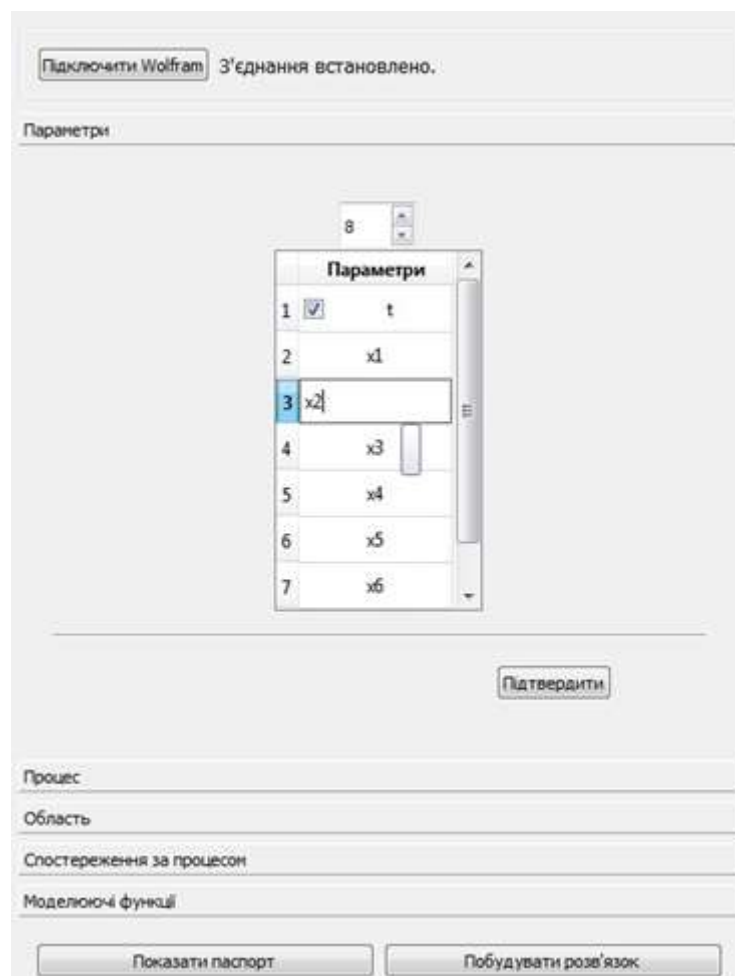 Підключити Wolfram З'єднання встановлено.
Параметри
8
Параметри
1 t
2 x1
3 x2
4 x3
5 x4
6 x5
7 x6
Підтвердити
Процес
Область
Спостереження за процесом
Моделюючі функції
Показати паспорт Побудувати розв'язок